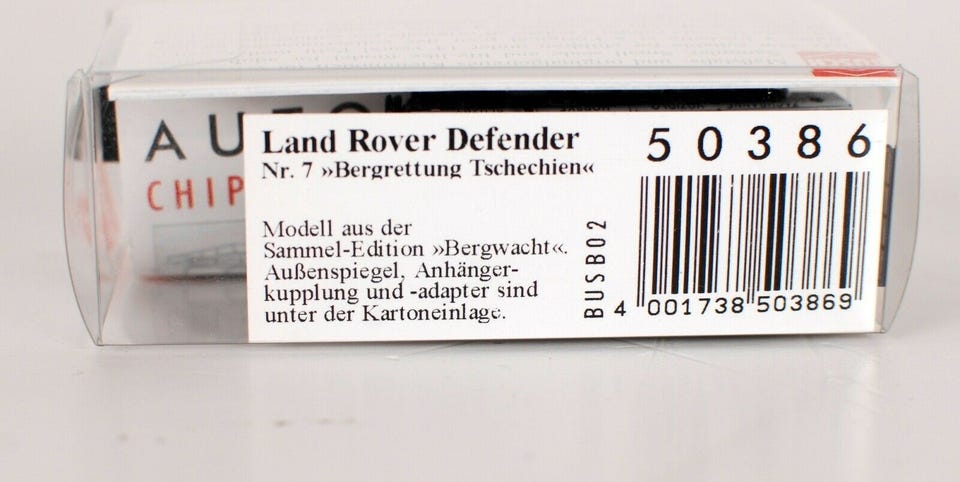 AUTO
CHIP
Land Rover Defender
Nr. 7 »Bergrettung Tschechien«
Modell aus der
Sammel-Edition »Bergwacht«.
Außenspiegel, Anhänger-
kupplung und -adapter sind
unter der Kartoneinlage.
BUSB02
50386
4 001738 503869